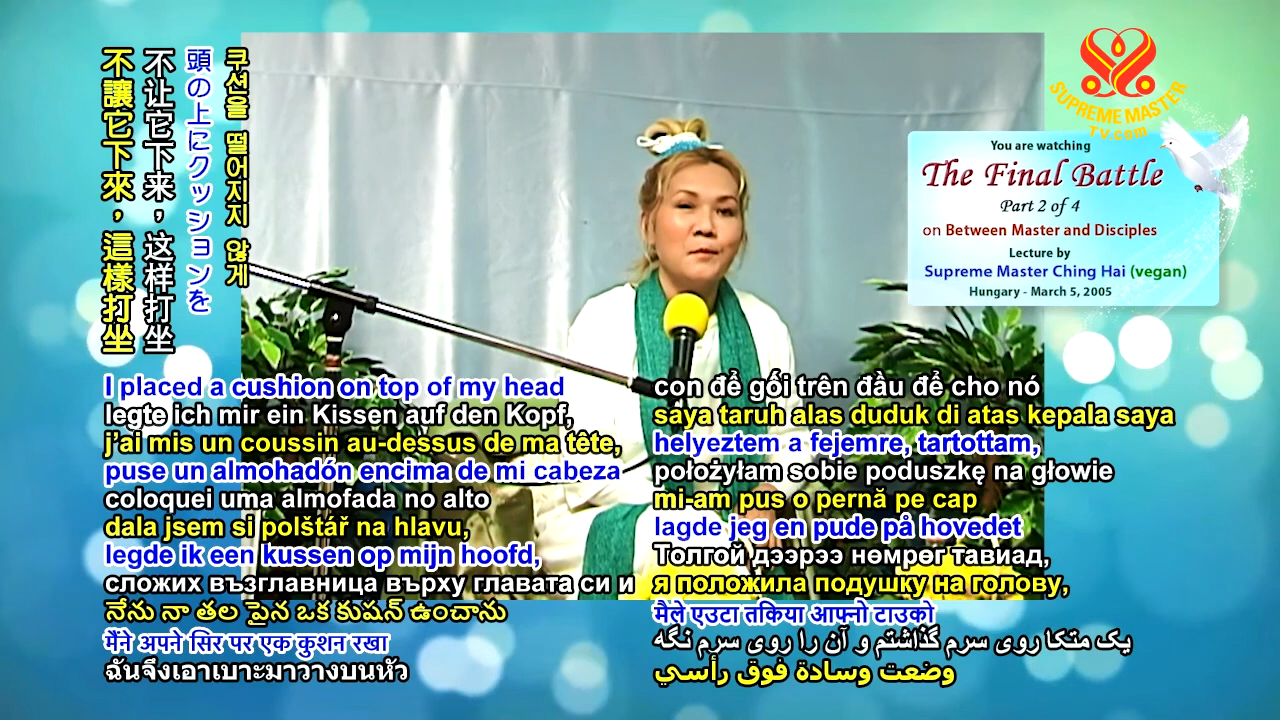 不讓它下來，這樣打坐
不让它下来，这样打坐
頭の上にクッションを
쿠션을 떨어지지 않게
SUPREME MASTER
TV.com
You are watching
The Final Battle
Part 2 of 4
on Between Master and Disciples
Lecture by
Supreme Master Ching Hai (vegan)
Hungary - March 5, 2005
I placed a cushion on top of my head
legte ich mir ein Kissen auf den Kopf,
j'ai mis un coussin au-dessus de ma tête,
puse un almohadón encima de mi cabeza
coloquei uma almofada no alto
dala jsem si polštář na hlavu,
legde ik een kussen op mijn hoofd,
сложих възглавница върху главата си и
నేను నా తల పైన ఒక కుషన్ ఉంచాను
मैंने अपने सिर पर एक कुशन रखा
ฉันจึงเอาเบาะมาวางบนหัว
con để gối trên đầu để cho nó
saya taruh alas duduk di atas kepala saya
helyeztem a fejemre, tartottam,
położyłam sobie poduszkę na głowie
mi-am pus o pernă pe cap
lagde jeg en pude på hovedet
Толгой дээрээ нөмрөг тавиад,
я положила подушку на голову,
मैले एउटा तकिया आफ्नो टाउको
یک متکا روی سرم گذاشتم و آن را روی سرم نگه
وضعت وسادة فوق رأسي